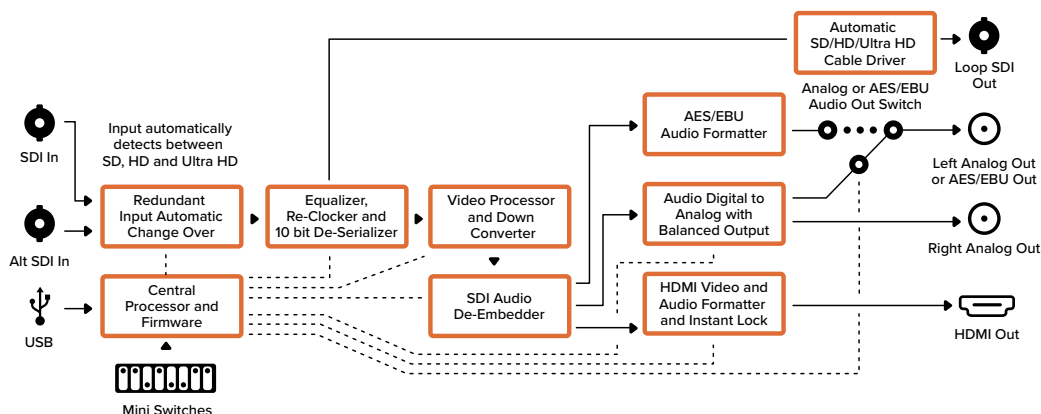 Automatic
SD/HD/Ultra HD
Cable Driver
Loop SDI
Out
Analog or AES/EBU
Audio Out Switch
SDI In
Input automatically
detects between
SD, HD and Ultra HD
AES/EBU
Audio Formatter
Left Analog Out
or AES/EBU Out
Alt SDI In
Redundant
Input Automatic
Change Over
Equalizer,
Re-Clocker and
10 bit De-Serializer
Video Processor
and Down
Converter
Audio Digital to
Analog with
Balanced Output
Right Analog Out
USB
Central
Processor and
Firmware
SDI Audio
De-Embedder
HDMI Video and
Audio Formatter
and Instant Lock
HDMI Out
Mini Switches